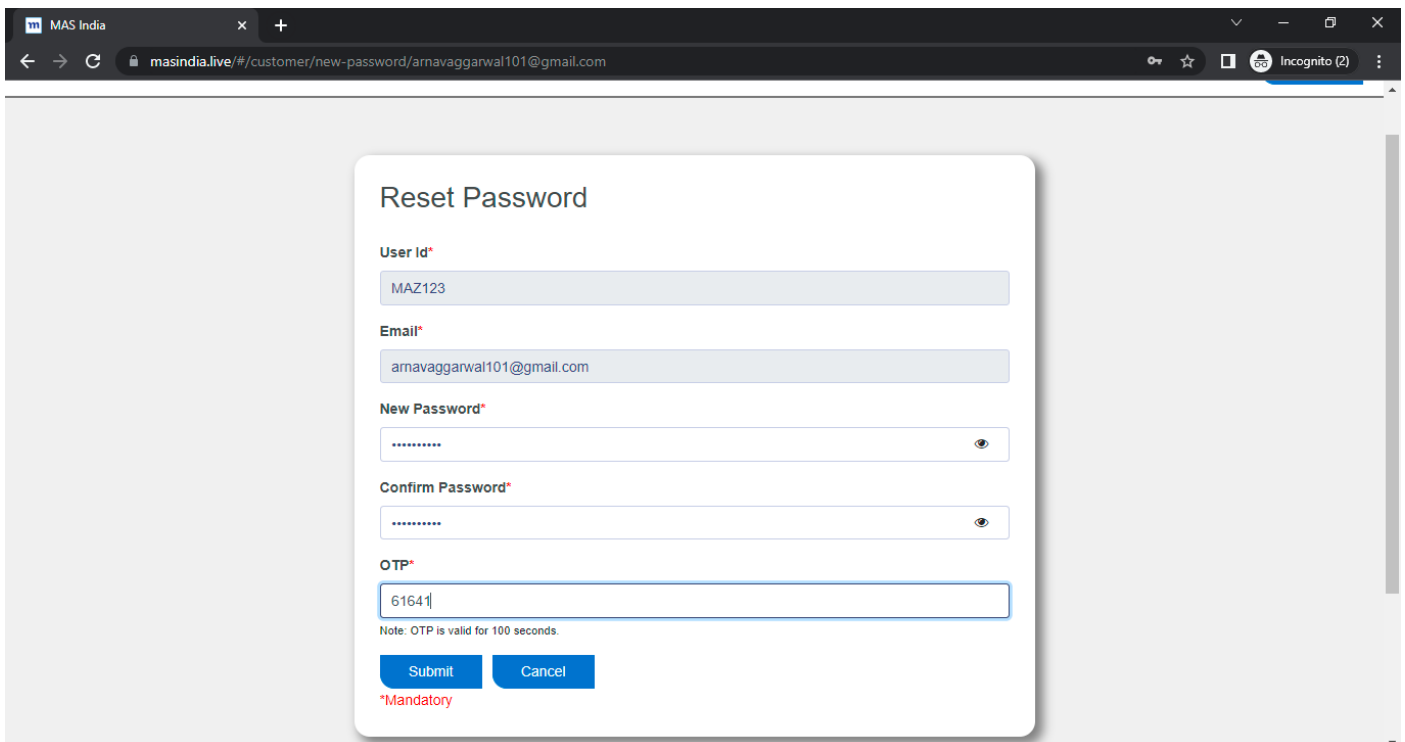 m MAS India
masindia.live/#/customer/new-password/arnavaggarwal101@gmail.com
Incognito (2)
Reset Password
User Id*
MAZ123
Email*
arnavaggarwal101@gmail.com
New Password*
••••••••••
Confirm Password*
••••••••••
OTP*
61641
Note: OTP is valid for 100 seconds.
Submit Cancel
*Mandatory